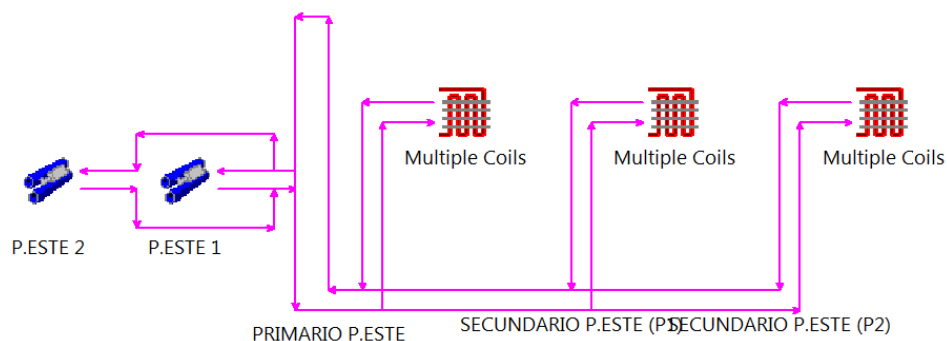 Multiple Coils
Multiple Coils
Multiple Coils
P.ESTE 2
P.ESTE 1
PRIMARIO P.ESTE
SECUNDARIO P.ESTE (P1)
SECUNDARIO P.ESTE (P2)